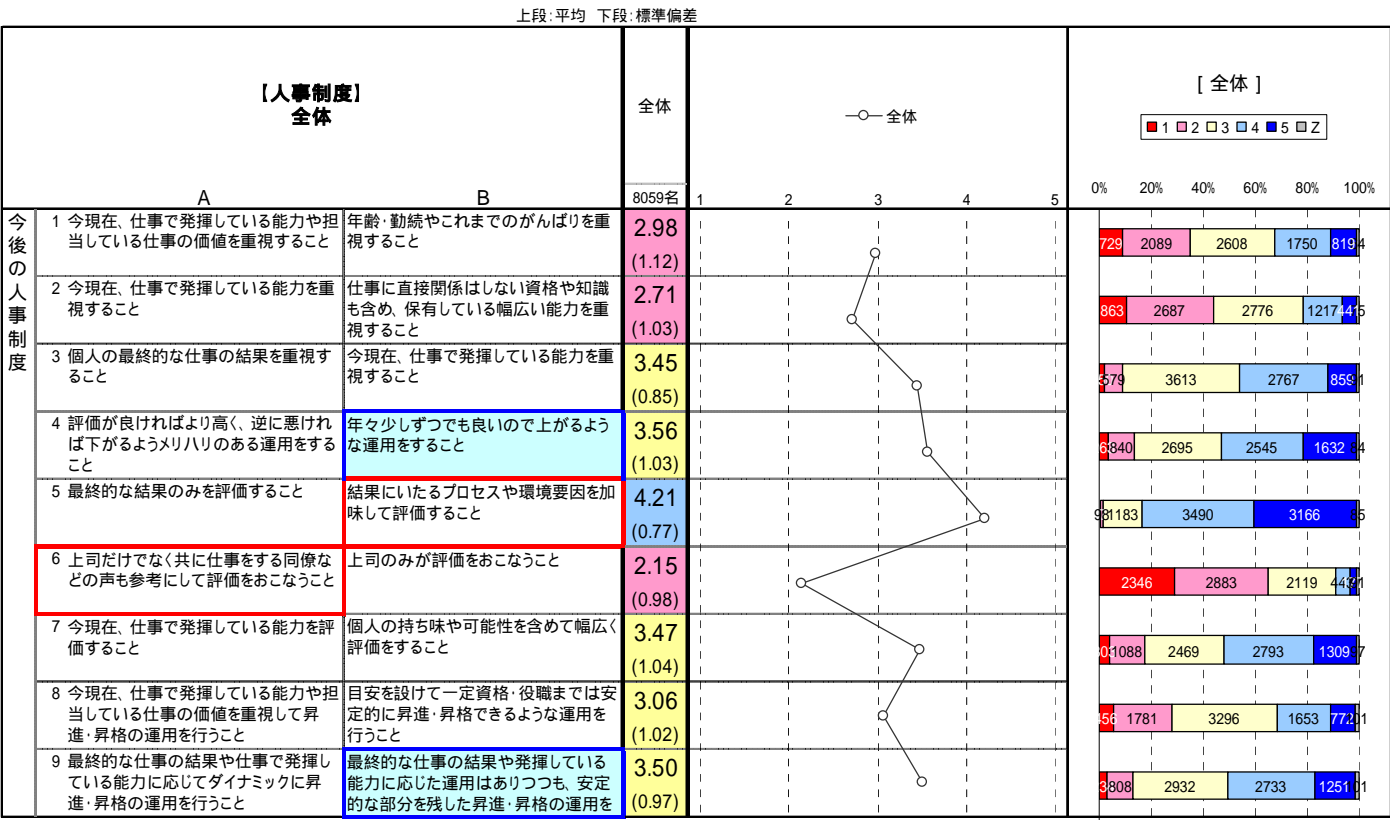 上段:平均 下段:標準偏差
【人事制度】
全体
全体
全体
[ 全体 ]
1 2 3 4 5 Z
A
B
8059名
1 2 3 4 5
0% 20% 40% 60% 80% 100%
今後の人事制度
1 今現在、仕事で発揮している能力や担
当している仕事の価値を重視すること
年齢・勤続やこれまでのがんばりを重
視すること
2.98
(1.12)
729 2089 2608 1750 819
2 今現在、仕事で発揮している能力を重
視すること
仕事に直接関係はしない資格や知識
も含め、保有している幅広い能力を重
視すること
2.71
(1.03)
863 2687 2776 1217 441
3 個人の最終的な仕事の結果を重視す
ること
今現在、仕事で発揮している能力を重
視すること
3.45
(0.85)
579 3613 2767 859
4 評価が良ければより高く、逆に悪けれ
ば下がるようメリハリのある運用をする
こと
年々少しずつでも良いので上がるよう
な運用をすること
3.56
(1.03)
840 2695 2545 1632
5 最終的な結果のみを評価すること
結果にいたるプロセスや環境要因を加
味して評価すること
4.21
(0.77)
1183 3490 3166
6 上司だけでなく共に仕事をする同僚な
どの声も参考にして評価をおこなうこと
上司のみが評価をおこなうこと
2.15
(0.98)
2346 2883 2119 443
7 今現在、仕事で発揮している能力を評
価すること
個人の持ち味や可能性を含めて幅広く
評価をすること
3.47
(1.04)
1088 2469 2793 1309
8 今現在、仕事で発揮している能力や担
当している仕事の価値を重視して昇
進・昇格の運用を行うこと
目安を設けて一定資格・役職までは安
定的に昇進・昇格できるような運用を
行うこと
3.06
(1.02)
456 1781 3296 1653 772
9 最終的な仕事の結果や仕事で発揮し
ている能力に応じてダイナミックに昇
進・昇格の運用を行うこと
最終的な仕事の結果や発揮している
能力に応じた運用はありつつも、安定
的な部分を残した昇進・昇格の運用を
3.50
(0.97)
808 2932 2733 1251